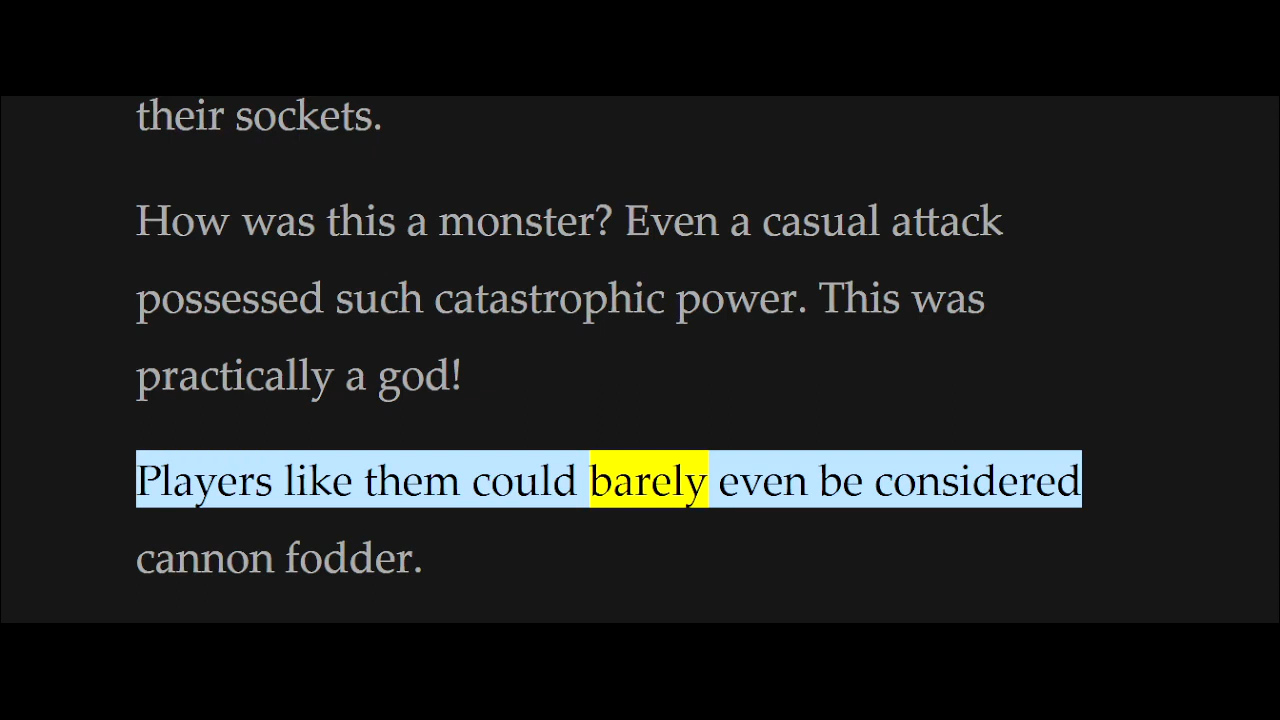 their sockets.
How was this a monster? Even a casual attack
possessed such catastrophic power. This was
practically a god!
Players like them could barely even be considered
cannon fodder.